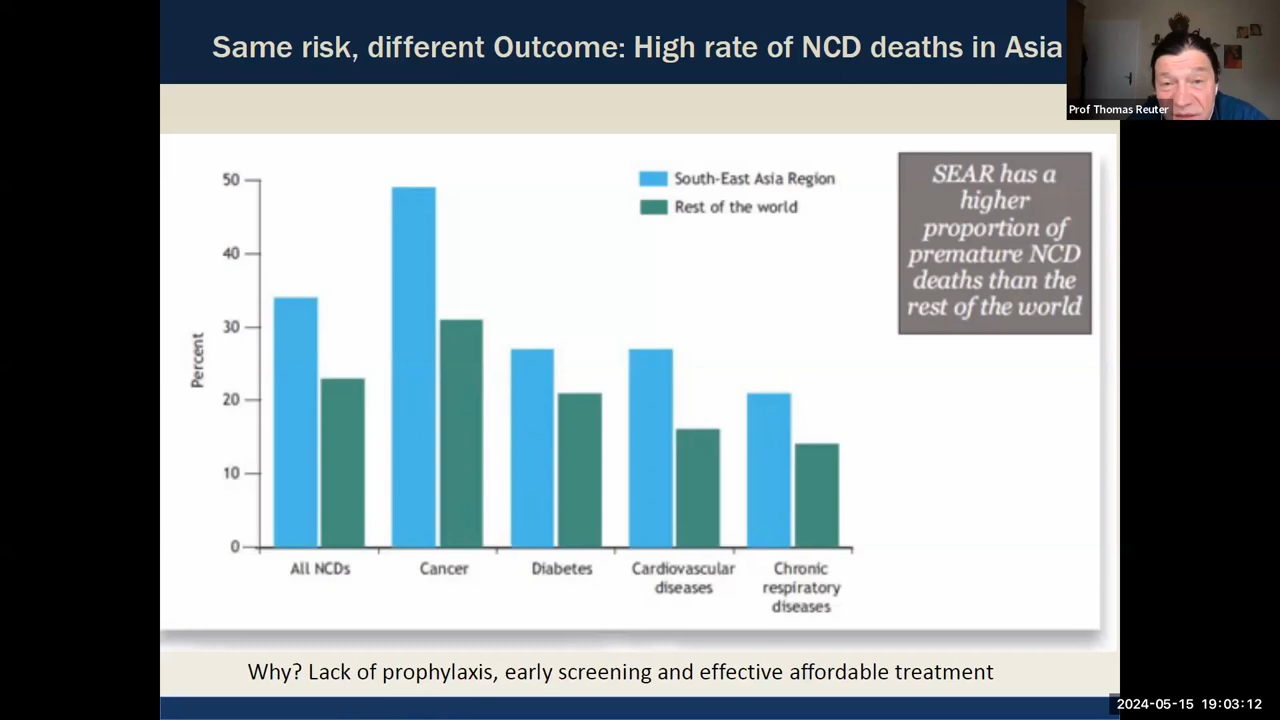 Same risk, different Outcome: High rate of NCD deaths in Asia
Prof Thomas Reuter
South-East Asia Region
Rest of the world
SEAR has a
higher
proportion of
premature NCD
deaths than the
rest of the world
Percent
50
40
30
20
10
0
All NCDs
Cancer
Diabetes
Cardiovascular
diseases
Chronic
respiratory
diseases
Why? Lack of prophylaxis, early screening and effective affordable treatment
2024-05-15 19:03:12